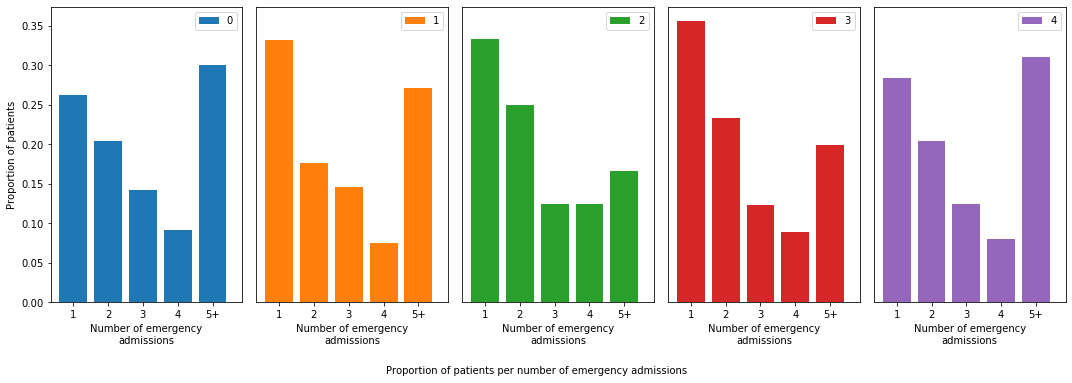 0
1
2
3
4
0.35
0.30
0.25
0.20
0.15
0.10
0.05
0.00
Proportion of patients
1 2 3 4 5+
Number of emergency
admissions
1 2 3 4 5+
Number of emergency
admissions
1 2 3 4 5+
Number of emergency
admissions
1 2 3 4 5+
Number of emergency
admissions
1 2 3 4 5+
Number of emergency
admissions
Proportion of patients per number of emergency admissions